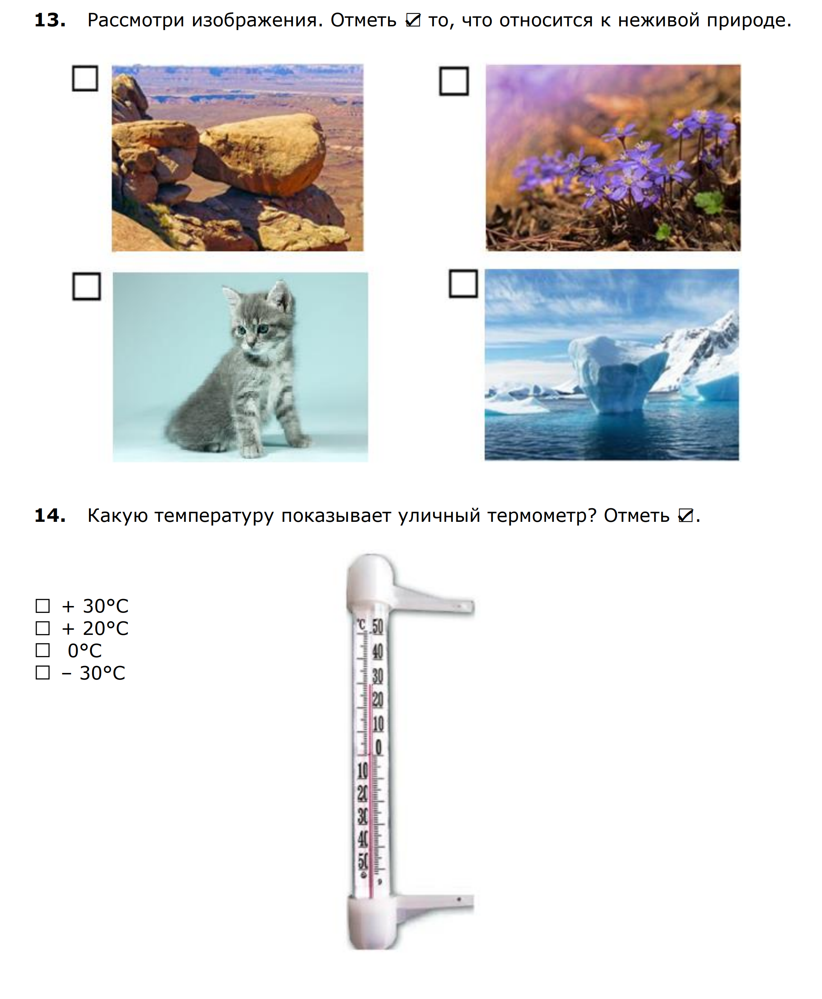 13. Рассмотри изображения. Отметь ☑ то, что относится к неживой природе.
14. Какую температуру показывает уличный термометр? Отметь ☑.
☐ + 30°C
☐ + 20°C
☐ 0°C
☐ – 30°C
°C 50
40
30
20
10
0
10
20
30
40
50